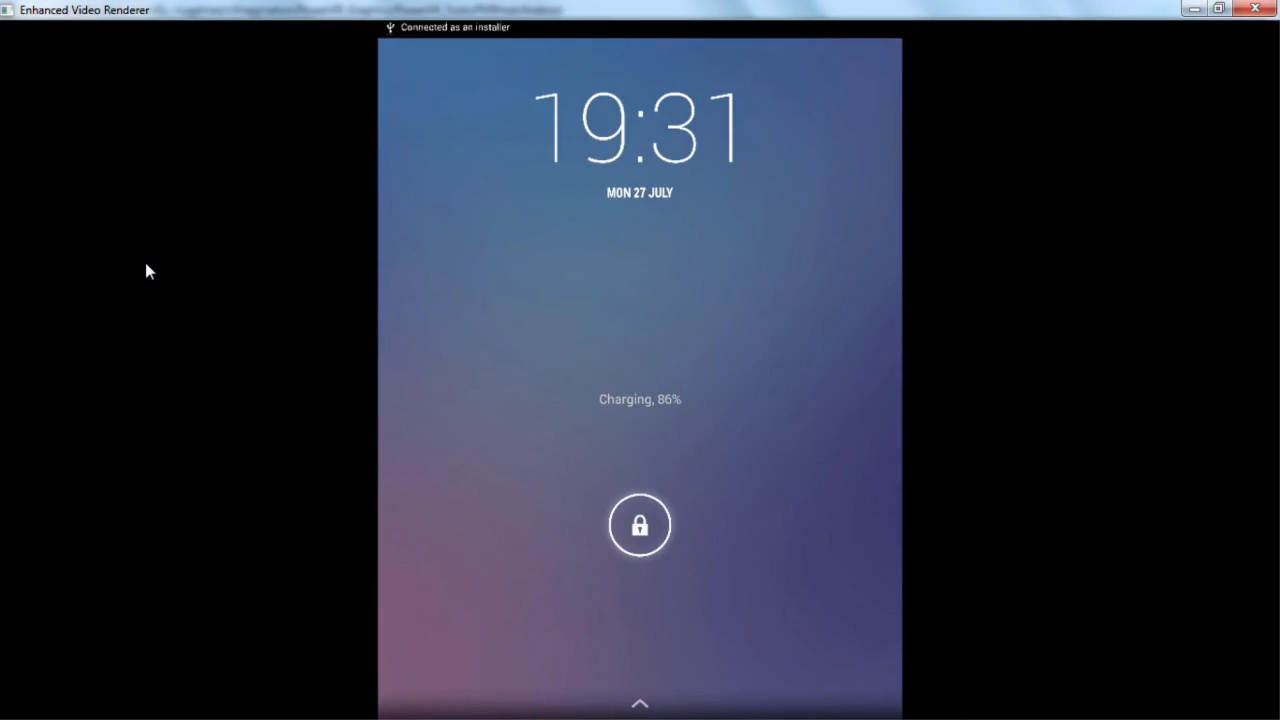 Enhanced Video Renderer
Connected as an installer
19:31
MON 27 JULY
Charging, 86%